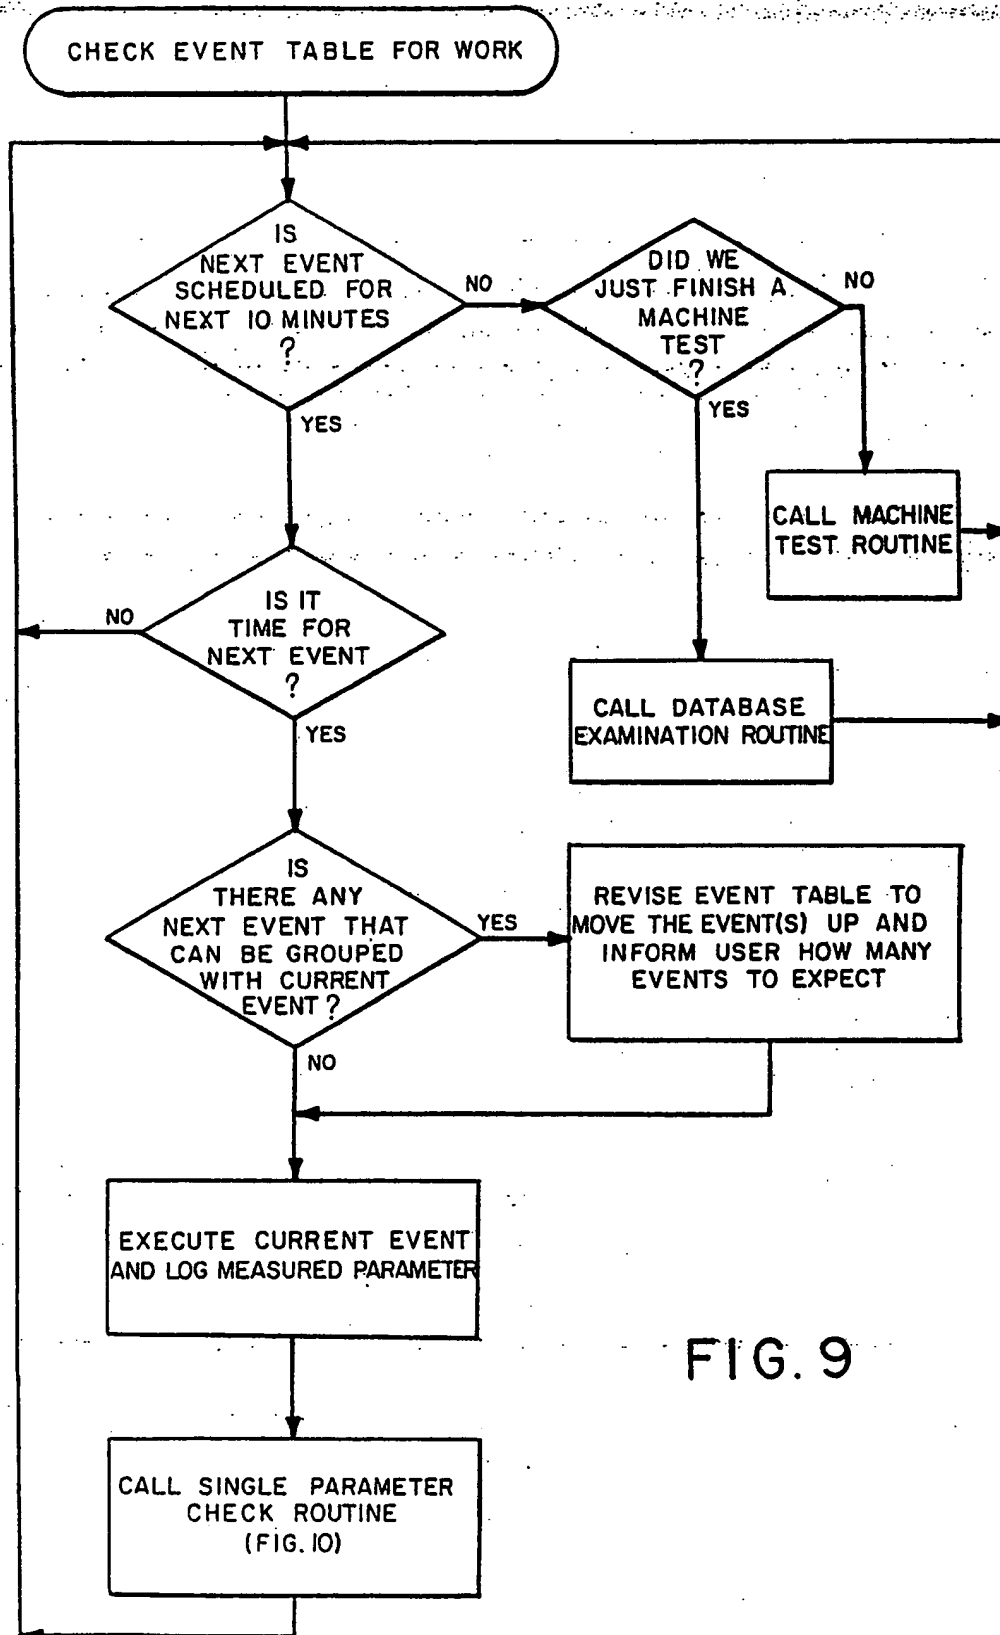 CHECK EVENT TABLE FOR WORK
IS
NEXT EVENT
SCHEDULED FOR
NEXT 10 MINUTES
?
NO
YES
DID WE
JUST FINISH A
MACHINE
TEST
?
NO
YES
CALL MACHINE
TEST ROUTINE
IS IT
TIME FOR
NEXT EVENT
?
NO
YES
CALL DATABASE
EXAMINATION ROUTINE
IS
THERE ANY
NEXT EVENT THAT
CAN BE GROUPED
WITH CURRENT
EVENT?
YES
NO
REVISE EVENT TABLE TO
MOVE THE EVENT(S) UP AND
INFORM USER HOW MANY
EVENTS TO EXPECT
EXECUTE CURRENT EVENT
AND LOG MEASURED PARAMETER
CALL SINGLE PARAMETER
CHECK ROUTINE
(FIG. 10)
FIG. 9